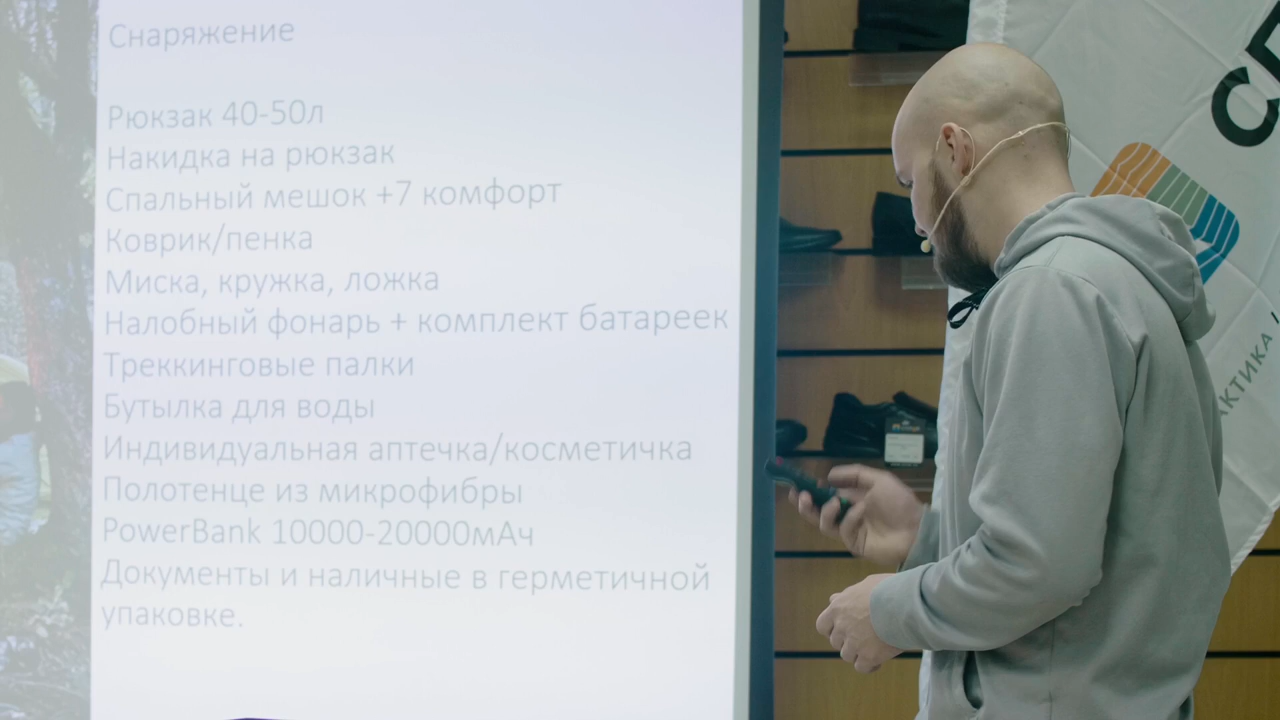 Снаряжение
Рюкзак 40-50л
Накидка на рюкзак
Спальный мешок +7 комфорт
Коврик/пенка
Миска, кружка, ложка
Налобный фонарь + комплект батареек
Треккинговые палки
Бутылка для воды
Индивидуальная аптечка/косметичка
Полотенце из микрофибры
PowerBank 10000-20000мАч
Документы и наличные в герметичной
упаковке.